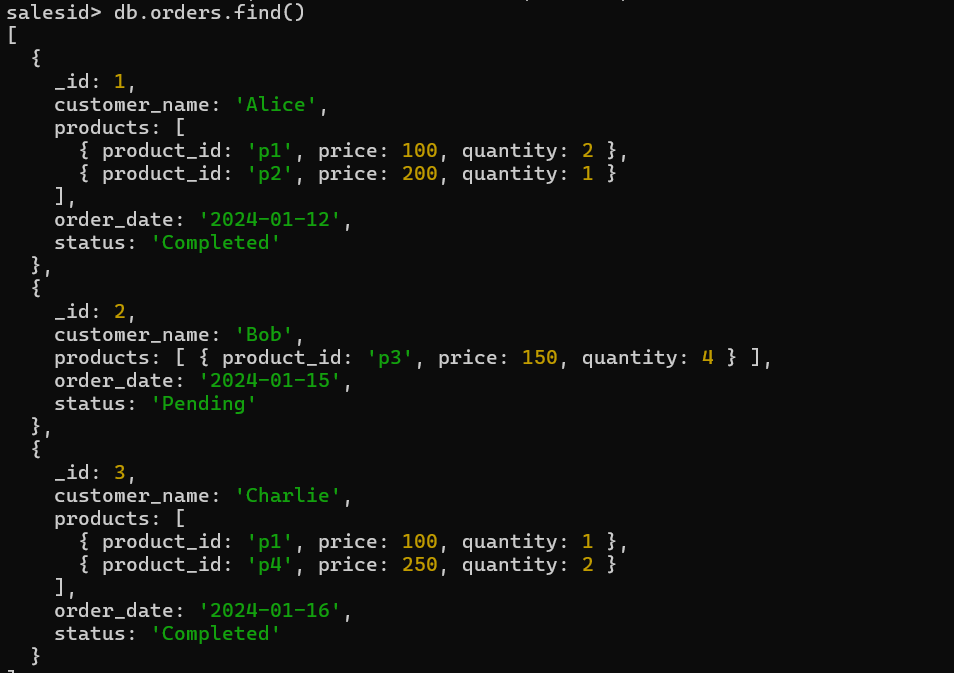 salesid> db.orders.find()
[
  {
    _id: 1,
    customer_name: 'Alice',
    products: [
      { product_id: 'p1', price: 100, quantity: 2 },
      { product_id: 'p2', price: 200, quantity: 1 }
    ],
    order_date: '2024-01-12',
    status: 'Completed'
  },
  {
    _id: 2,
    customer_name: 'Bob',
    products: [ { product_id: 'p3', price: 150, quantity: 4 } ],
    order_date: '2024-01-15',
    status: 'Pending'
  },
  {
    _id: 3,
    customer_name: 'Charlie',
    products: [
      { product_id: 'p1', price: 100, quantity: 1 },
      { product_id: 'p4', price: 250, quantity: 2 }
    ],
    order_date: '2024-01-16',
    status: 'Completed'
  }